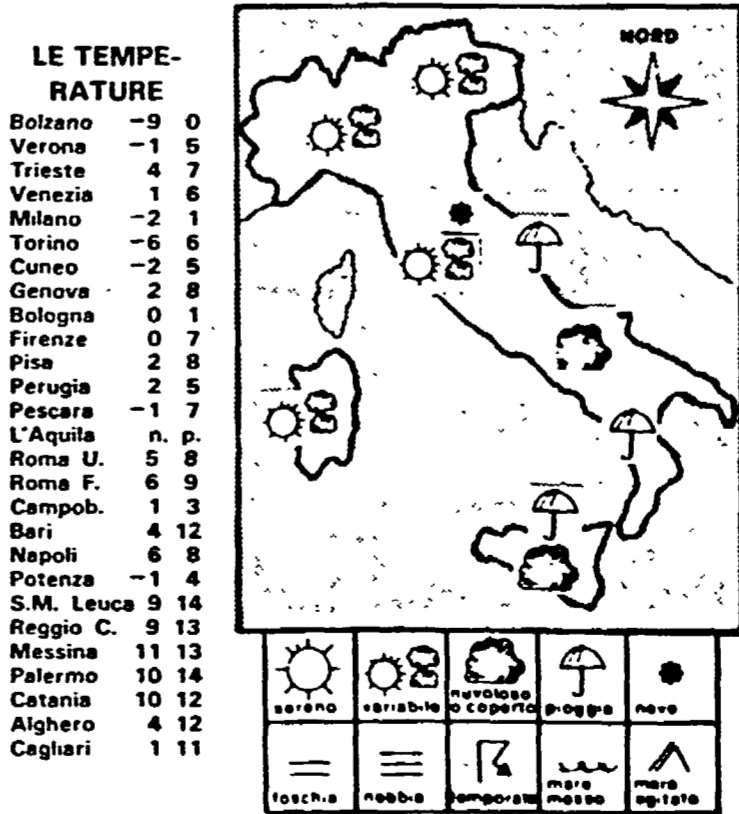 LE TEMPE-
RATURE
Bolzano -9 0
Verona -1 5
Trieste 4 7
Venezia 1 6
Milano -2 1
Torino -6 6
Cuneo -2 5
Genova 2 8
Bologna 0 1
Firenze 0 7
Pisa 2 8
Perugia 2 5
Pescara -1 7
L'Aquila n. p.
Roma U. 5 8
Roma F. 6 9
Campob. 1 3
Bari 4 12
Napoli 6 8
Potenza -1 4
S.M. Leuca 9 14
Reggio C. 9 13
Messina 11 13
Palermo 10 14
Catania 10 12
Alghero 4 12
Cagliari 1 11
NORD
sereno
variabile
nuvoloso
o coperto
pioggia
neve
foschia
nebbia
temporale
mare
mosso
mare
agitato